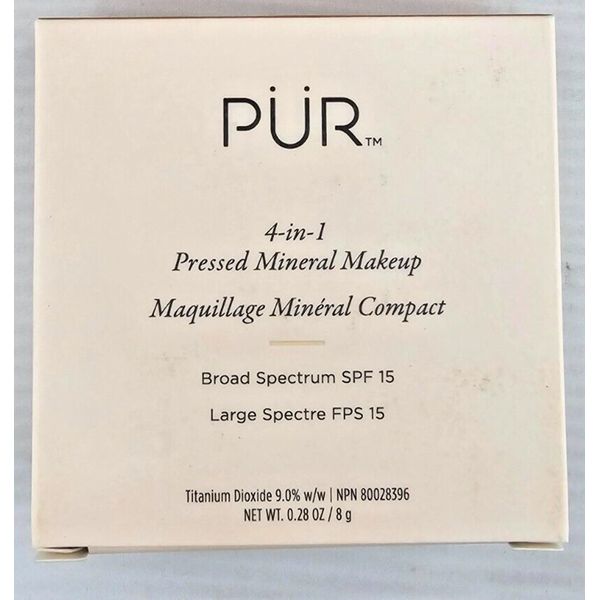 PÜR™
4-in-1
Pressed Mineral Makeup
Maquillage Minéral Compact
Broad Spectrum SPF 15
Large Spectre FPS 15
Titanium Dioxide 9.0% w/w | NPN 80028396
NET WT. 0.28 OZ / 8 g